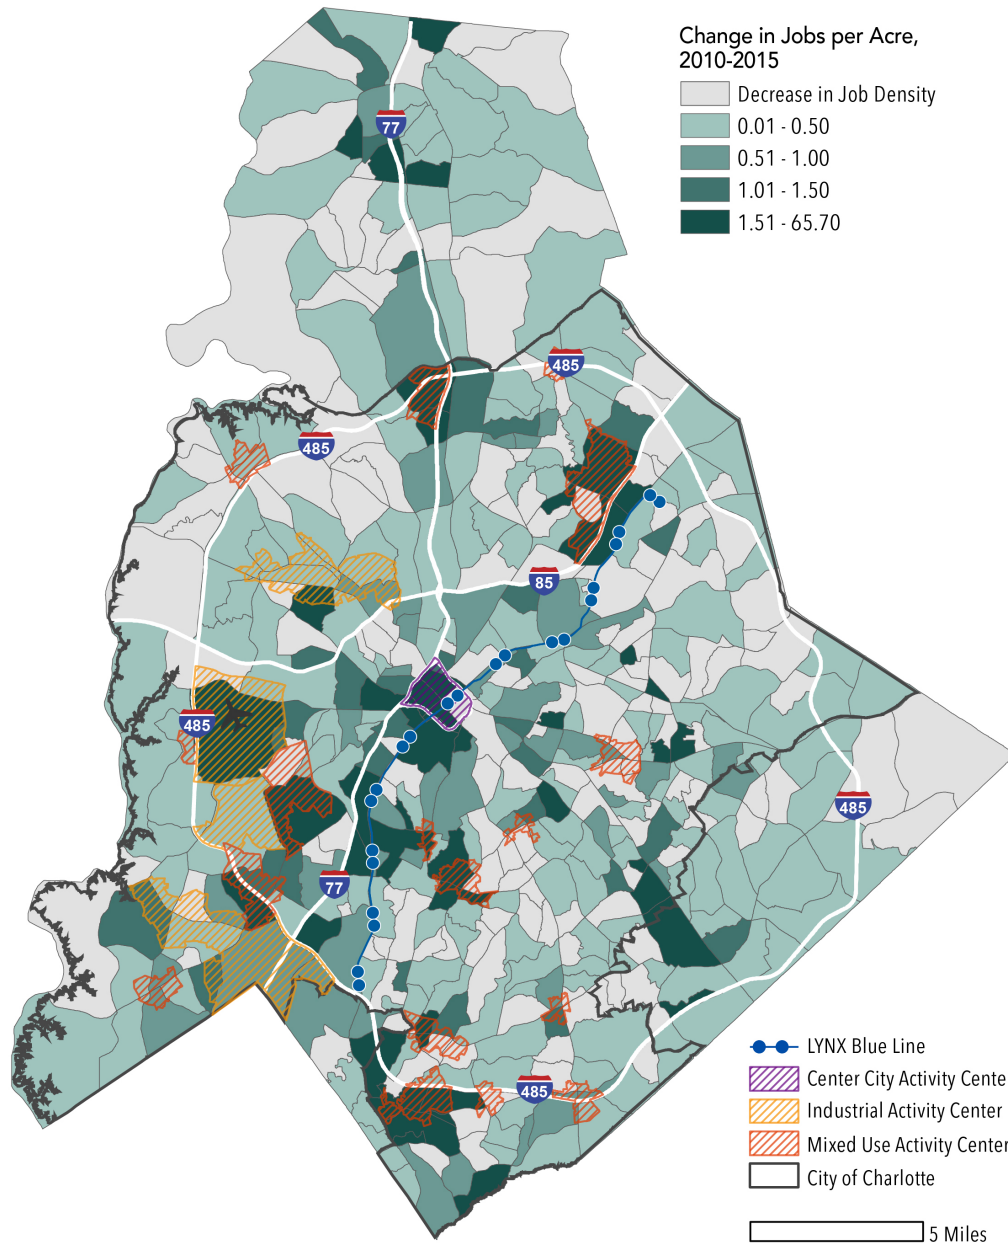 Change in Jobs per Acre,
2010-2015
Decrease in Job Density
0.01 - 0.50
0.51 - 1.00
1.01 - 1.50
1.51 - 65.70
77
485
485
85
485
485
77
485
LYNX Blue Line
Center City Activity Cente
Industrial Activity Center
Mixed Use Activity Center
City of Charlotte
5 Miles